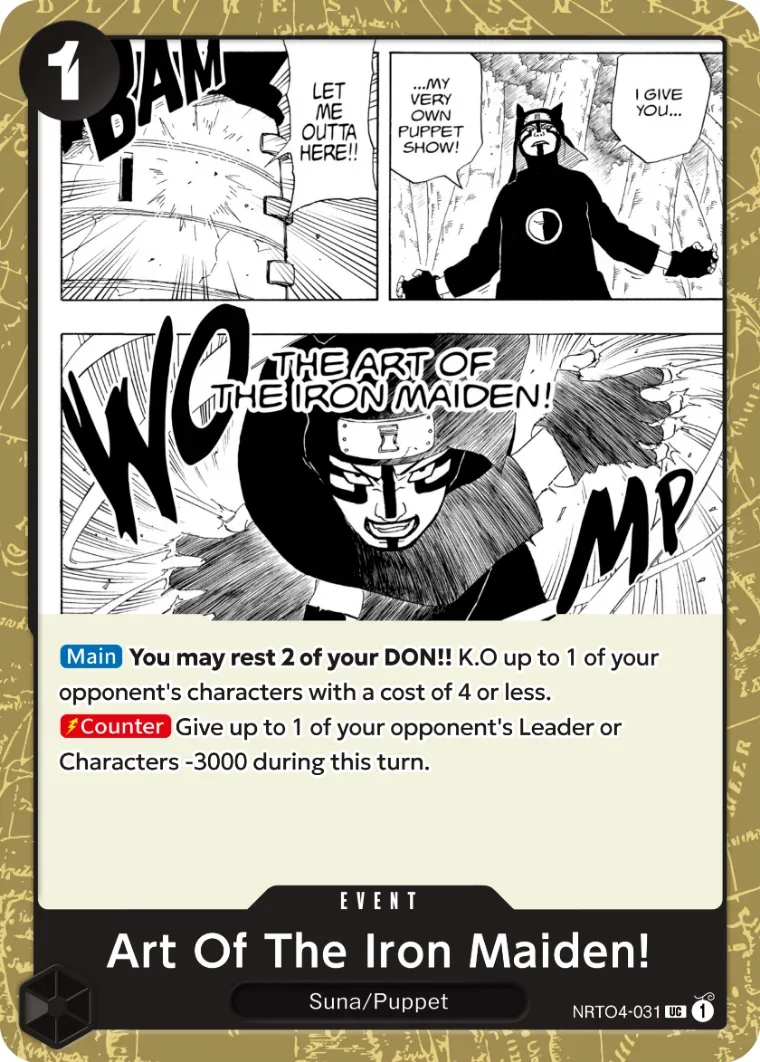 1
BAM
LET
ME
OUTTA
HERE!!
...MY
VERY
OWN
PUPPET
SHOW!
I GIVE
YOU...
WO
THE ART OF
THE IRON MAIDEN!
MP
Main You may rest 2 of your DON!! K.O up to 1 of your
opponent's characters with a cost of 4 or less.
Counter Give up to 1 of your opponent's Leader or
Characters -3000 during this turn.
EVENT
Art Of The Iron Maiden!
Suna/Puppet
NRTO4-031 UC 1